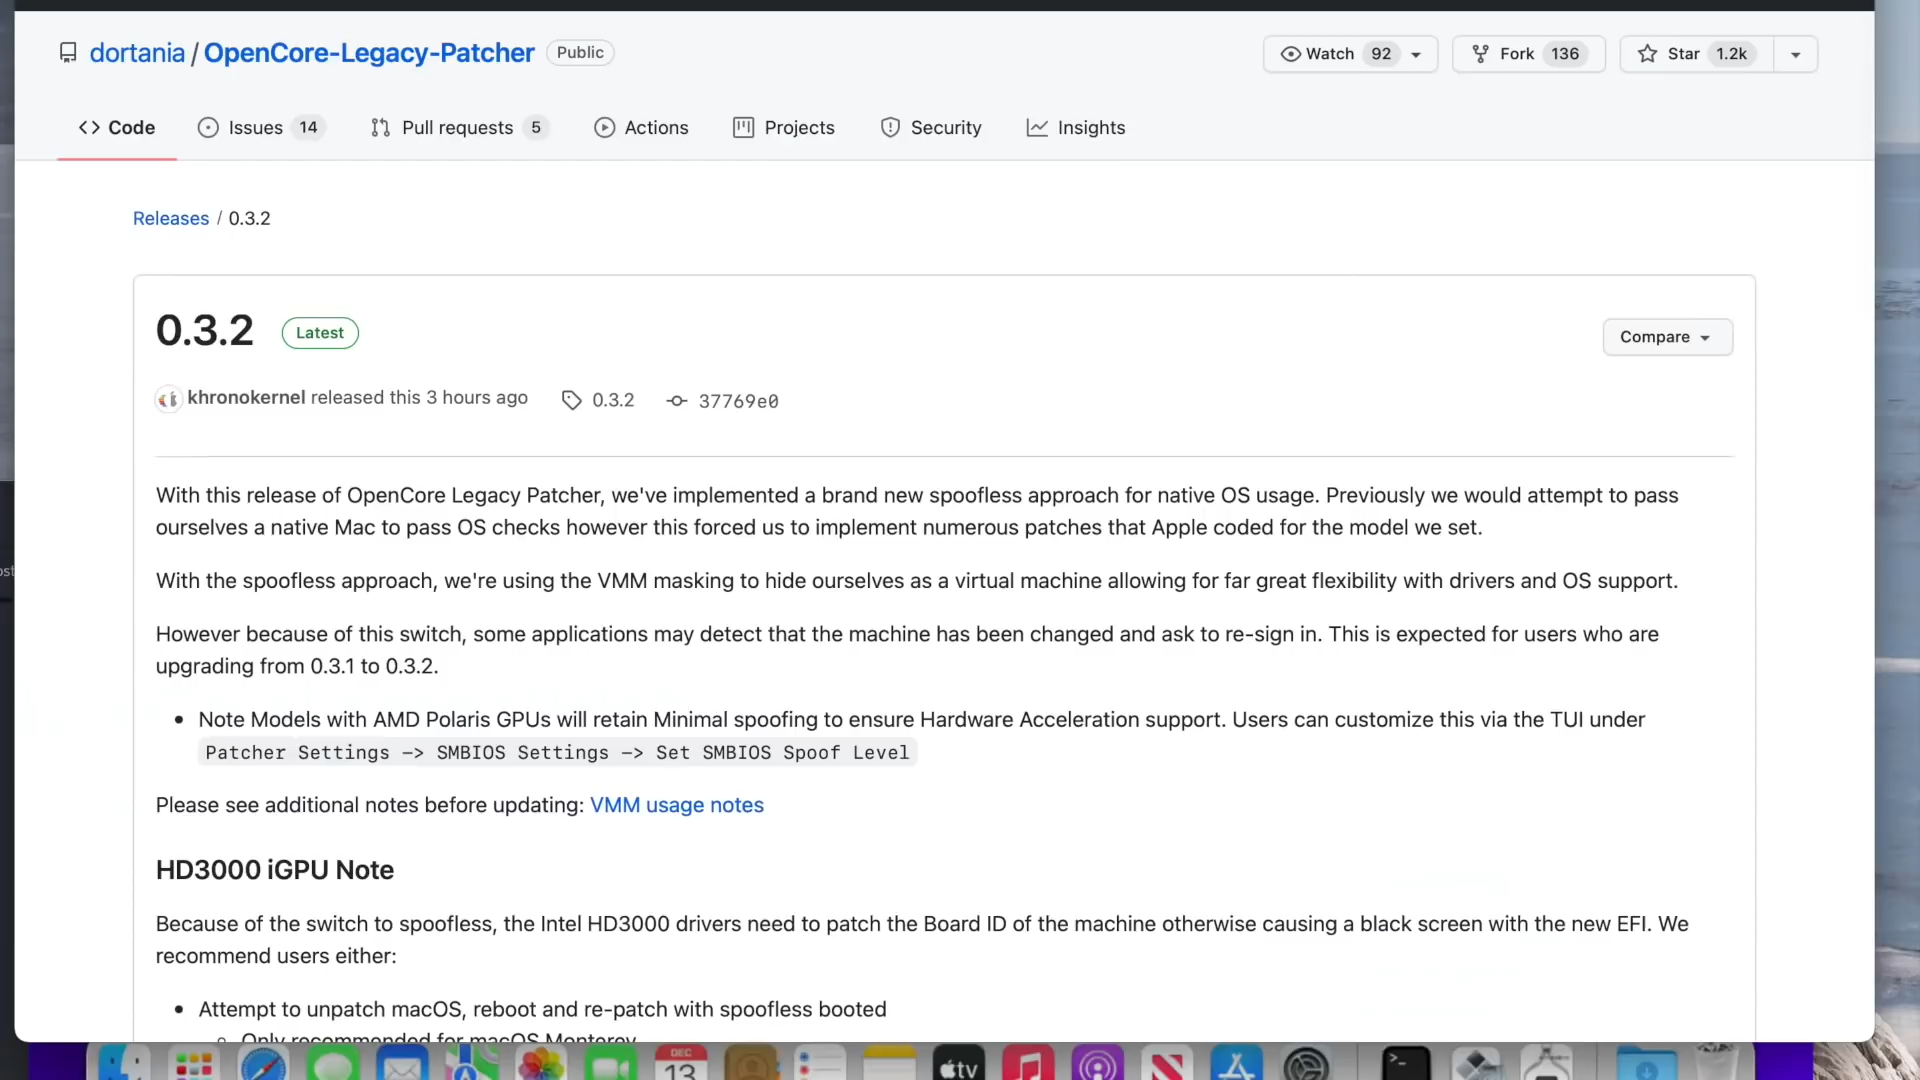 dortania / OpenCore-Legacy-Patcher Public
Watch 92 Fork 136 Star 1.2k
Code Issues 14 Pull requests 5 Actions Projects Security Insights
Releases / 0.3.2
0.3.2 Latest
Compare
khronokernel released this 3 hours ago 0.3.2 37769e0
With this release of OpenCore Legacy Patcher, we've implemented a brand new spoofless approach for native OS usage. Previously we would attempt to pass
ourselves a native Mac to pass OS checks however this forced us to implement numerous patches that Apple coded for the model we set.
With the spoofless approach, we're using the VMM masking to hide ourselves as a virtual machine allowing for far great flexibility with drivers and OS support.
However because of this switch, some applications may detect that the machine has been changed and ask to re-sign in. This is expected for users who are
upgrading from 0.3.1 to 0.3.2.
• Note Models with AMD Polaris GPUs will retain Minimal spoofing to ensure Hardware Acceleration support. Users can customize this via the TUI under
Patcher Settings —> SMBIOS Settings —> Set SMBIOS Spoof Level
Please see additional notes before updating: VMM usage notes
HD3000 iGPU Note
Because of the switch to spoofless, the Intel HD3000 drivers need to patch the Board ID of the machine otherwise causing a black screen with the new EFI. We
recommend users either:
• Attempt to unpatch macOS, reboot and re-patch with spoofless booted
Only recommended for macOS Monterey
DEC
13
tv